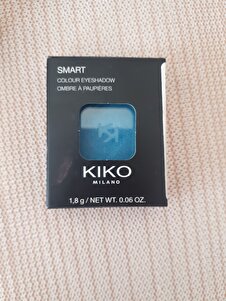 SMART
COLOUR EYESHADOW
OMBRE À PAUPIÈRES
KIKO
MILANO
1,8 g / NET WT. 0.06 OZ.